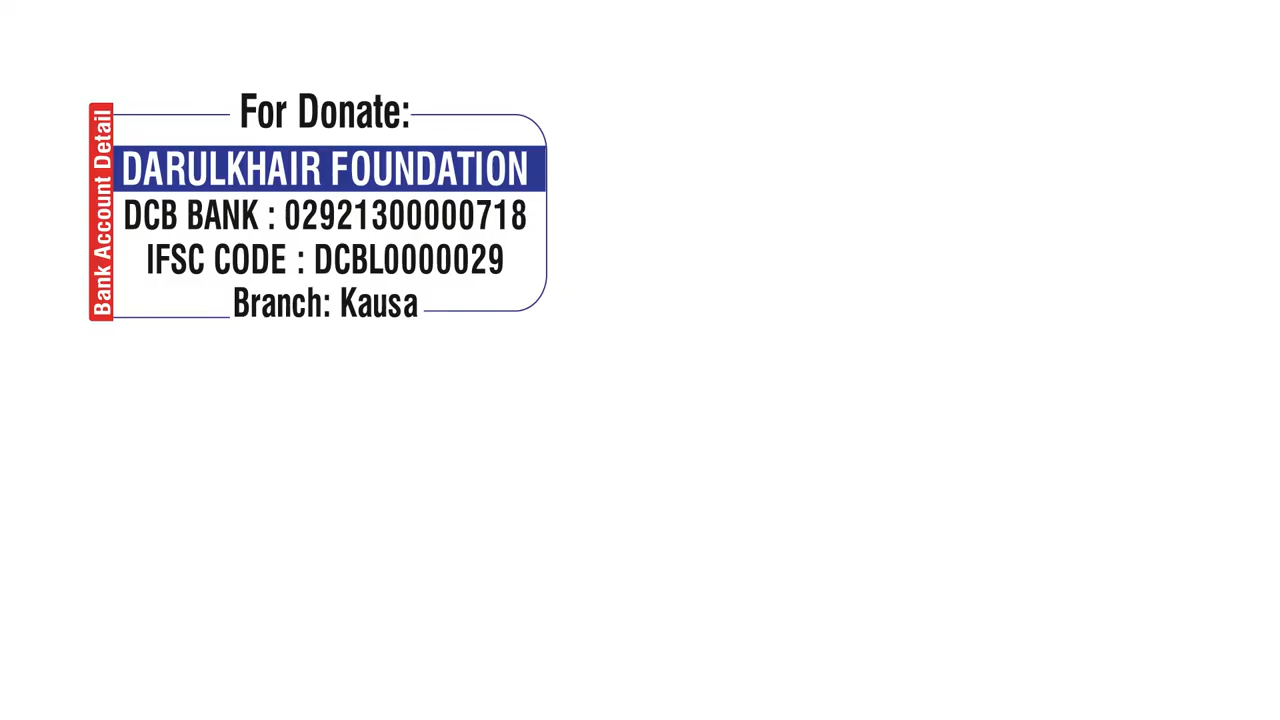 For Donate:
Bank Account Detail
DARULKHAIR FOUNDATION
DCB BANK : 02921300000718
IFSC CODE : DCBL0000029
Branch: Kausa